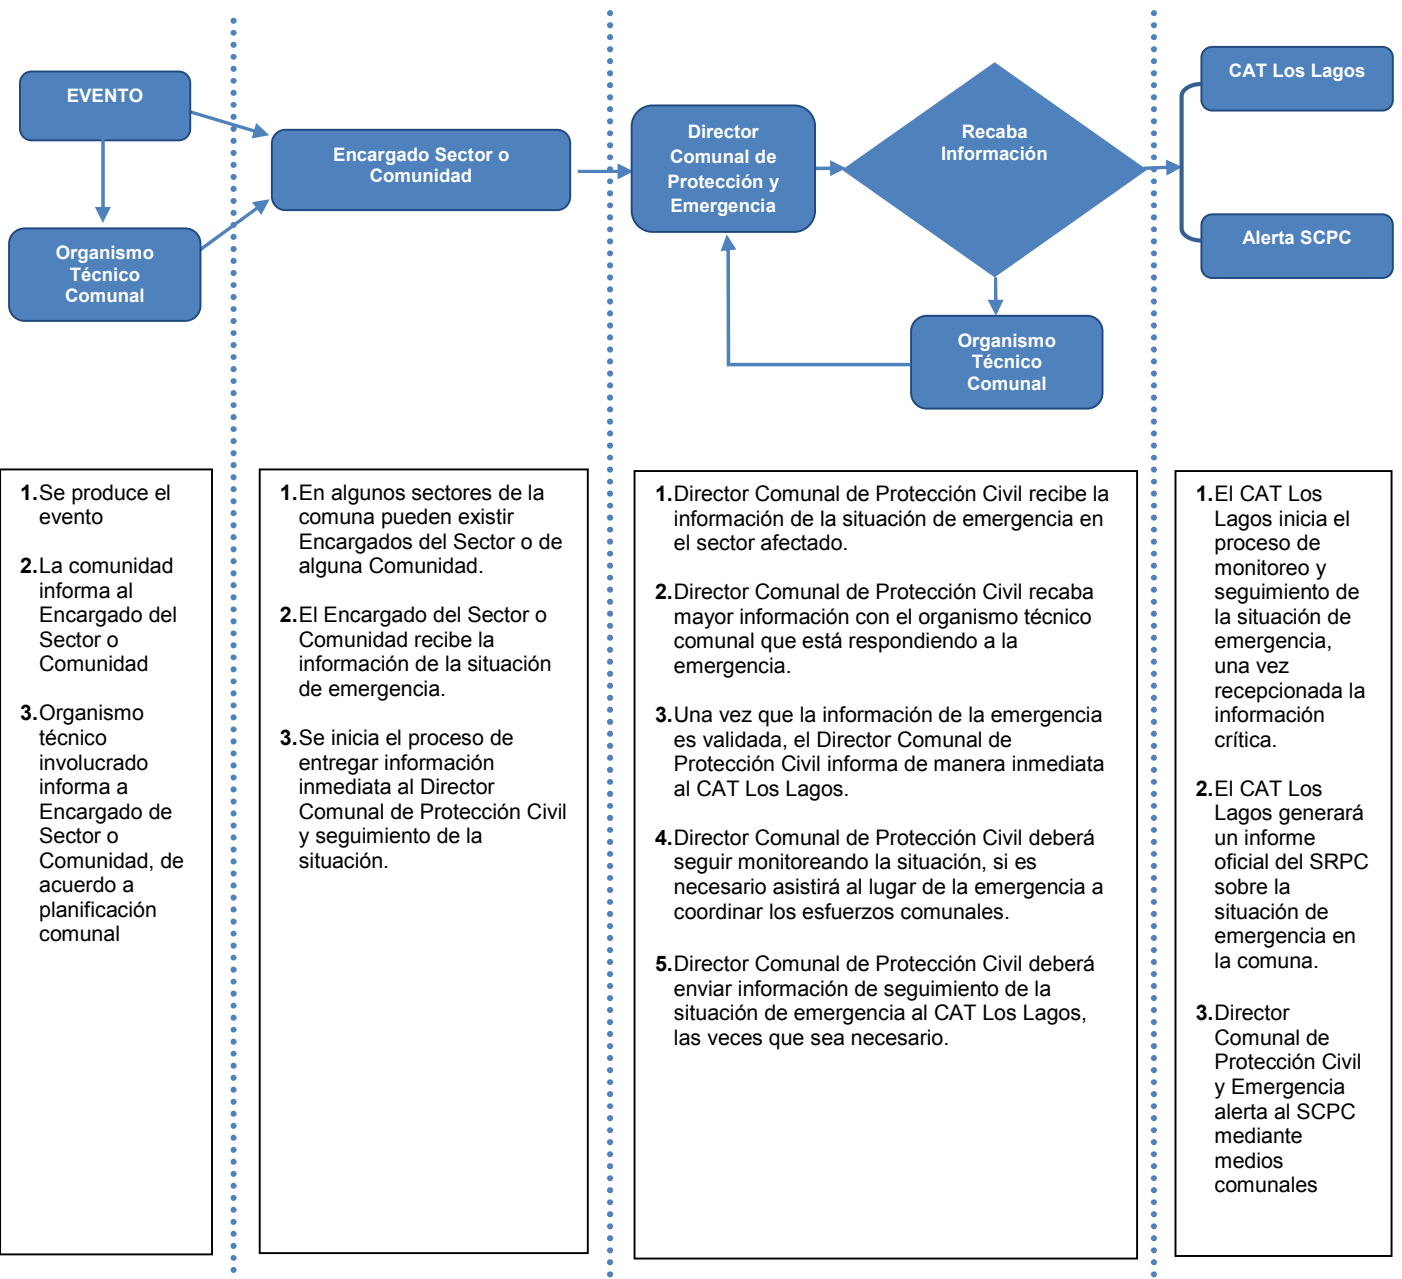 EVENTO
Organismo
Técnico
Comunal
Encargado Sector o
Comunidad
Director
Comunal de
Protección y
Emergencia
Recaba
Información
Organismo
Técnico
Comunal
CAT Los Lagos
Alerta SCPC
1.Se produce el
evento
2.La comunidad
informa al
Encargado del
Sector o
Comunidad
3.Organismo
técnico
involucrado
informa a
Encargado de
Sector o
Comunidad, de
acuerdo a
planificación
comunal
1.En algunos sectores de la
comuna pueden existir
Encargados del Sector o de
alguna Comunidad.
2.El Encargado del Sector o
Comunidad recibe la
información de la situación
de emergencia.
3.Se inicia el proceso de
entregar información
inmediata al Director
Comunal de Protección Civil
y seguimiento de la
situación.
1.Director Comunal de Protección Civil recibe la
información de la situación de emergencia en
el sector afectado.
2.Director Comunal de Protección Civil recaba
mayor información con el organismo técnico
comunal que está respondiendo a la
emergencia.
3.Una vez que la información de la emergencia
es validada, el Director Comunal de
Protección Civil informa de manera inmediata
al CAT Los Lagos.
4.Director Comunal de Protección Civil deberá
seguir monitoreando la situación, si es
necesario asistirá al lugar de la emergencia a
coordinar los esfuerzos comunales.
5.Director Comunal de Protección Civil deberá
enviar información de seguimiento de la
situación de emergencia al CAT Los Lagos,
las veces que sea necesario.
1.El CAT Los
Lagos inicia el
proceso de
monitoreo y
seguimiento de
la situación de
emergencia,
una vez
recepcionada la
información
crítica.
2.El CAT Los
Lagos generará
un informe
oficial del SRPC
sobre la
situación de
emergencia en
la comuna.
3.Director
Comunal de
Protección Civil
y Emergencia
alerta al SCPC
mediante
medios
comunales